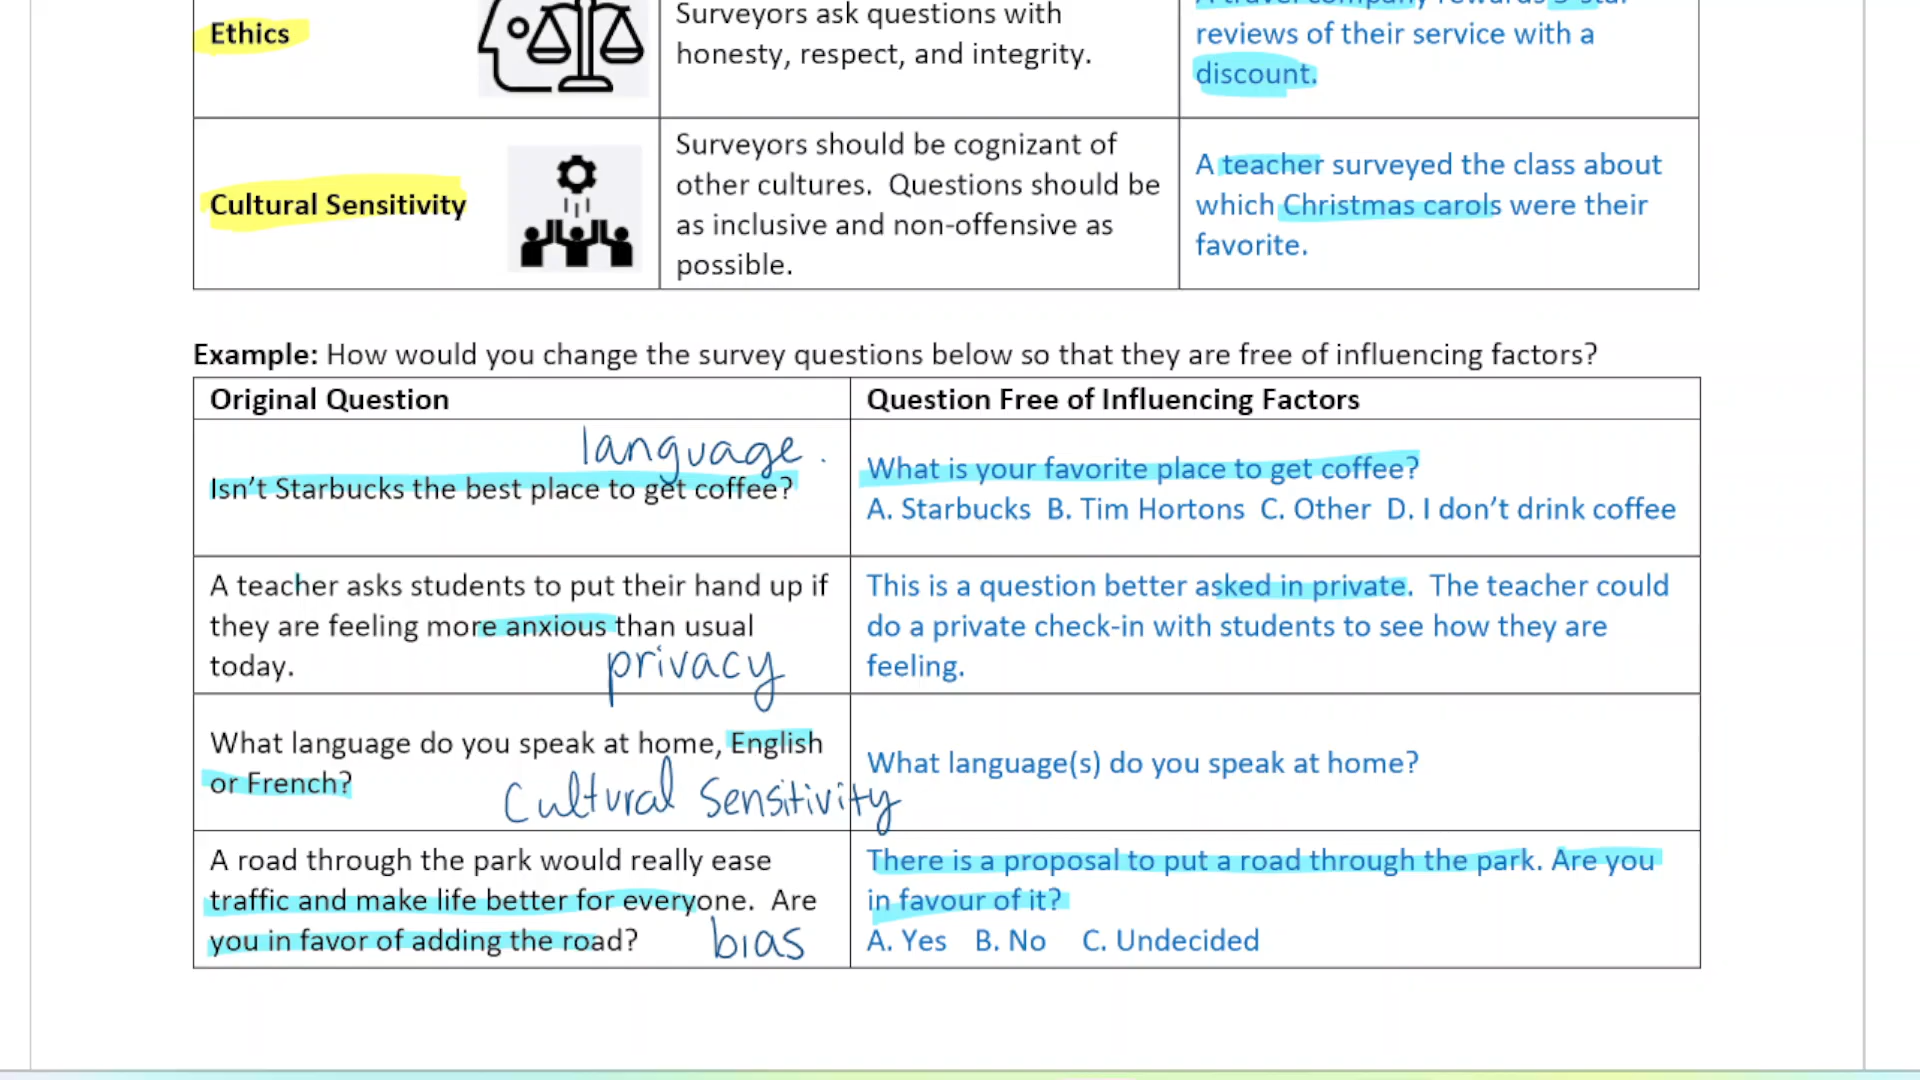 Ethics
Surveyors ask questions with
honesty, respect, and integrity.
A travel company rewards 5-star
reviews of their service with a
discount.
Cultural Sensitivity
Surveyors should be cognizant of
other cultures.  Questions should be
as inclusive and non-offensive as
possible.
A teacher surveyed the class about
which Christmas carols were their
favorite.
Example: How would you change the survey questions below so that they are free of influencing factors?
Original Question
Question Free of Influencing Factors
language.
Isn't Starbucks the best place to get coffee?
What is your favorite place to get coffee?
A. Starbucks  B. Tim Hortons  C. Other  D. I don't drink coffee
A teacher asks students to put their hand up if
they are feeling more anxious than usual
today.
privacy
This is a question better asked in private.  The teacher could
do a private check-in with students to see how they are
feeling.
What language do you speak at home, English
or French?
Cultural Sensitivity
What language(s) do you speak at home?
A road through the park would really ease
traffic and make life better for everyone.  Are
you in favor of adding the road?
bias
There is a proposal to put a road through the park. Are you
in favour of it?
A. Yes   B. No    C. Undecided